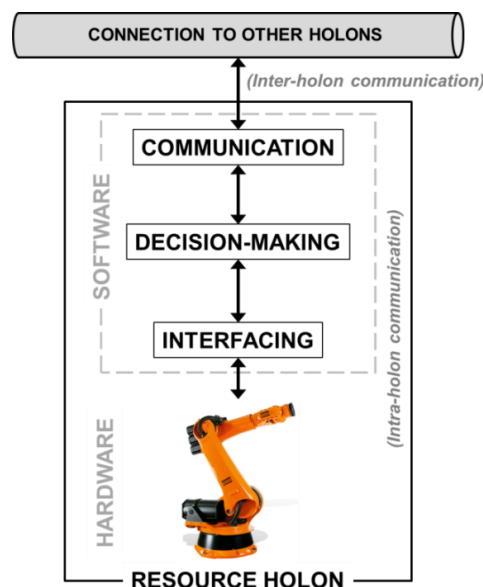 CONNECTION TO OTHER HOLONS
(Inter-holon communication)
COMMUNICATION
SOFTWARE
DECISION-MAKING
(Intra-holon communication)
INTERFACING
HARDWARE
RESOURCE HOLON